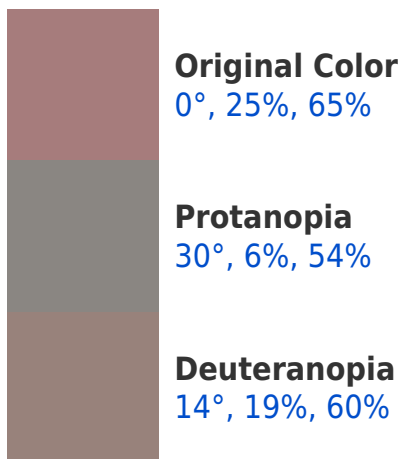 Original Color
0°, 25%, 65%
Protanopia
30°, 6%, 54%
Deuteranopia
14°, 19%, 60%